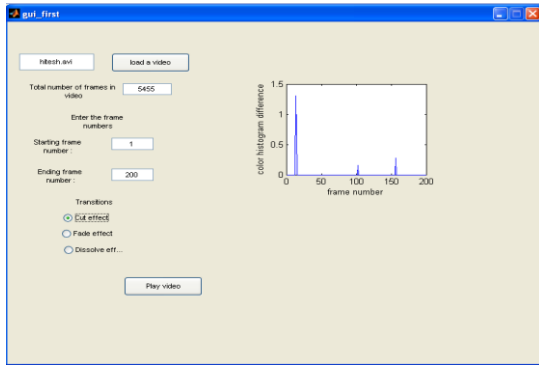 gui_first
hitesh.avi
load a video
Total number of frames in
video
5455
Enter the frame
numbers
Starting frame
number :
1
Ending frame
number :
200
Transitions
Cut effect
Fade effect
Dissolve eff...
Play video
color histogram difference
1.5
1
0.5
0
0 50 100 150 200
frame number